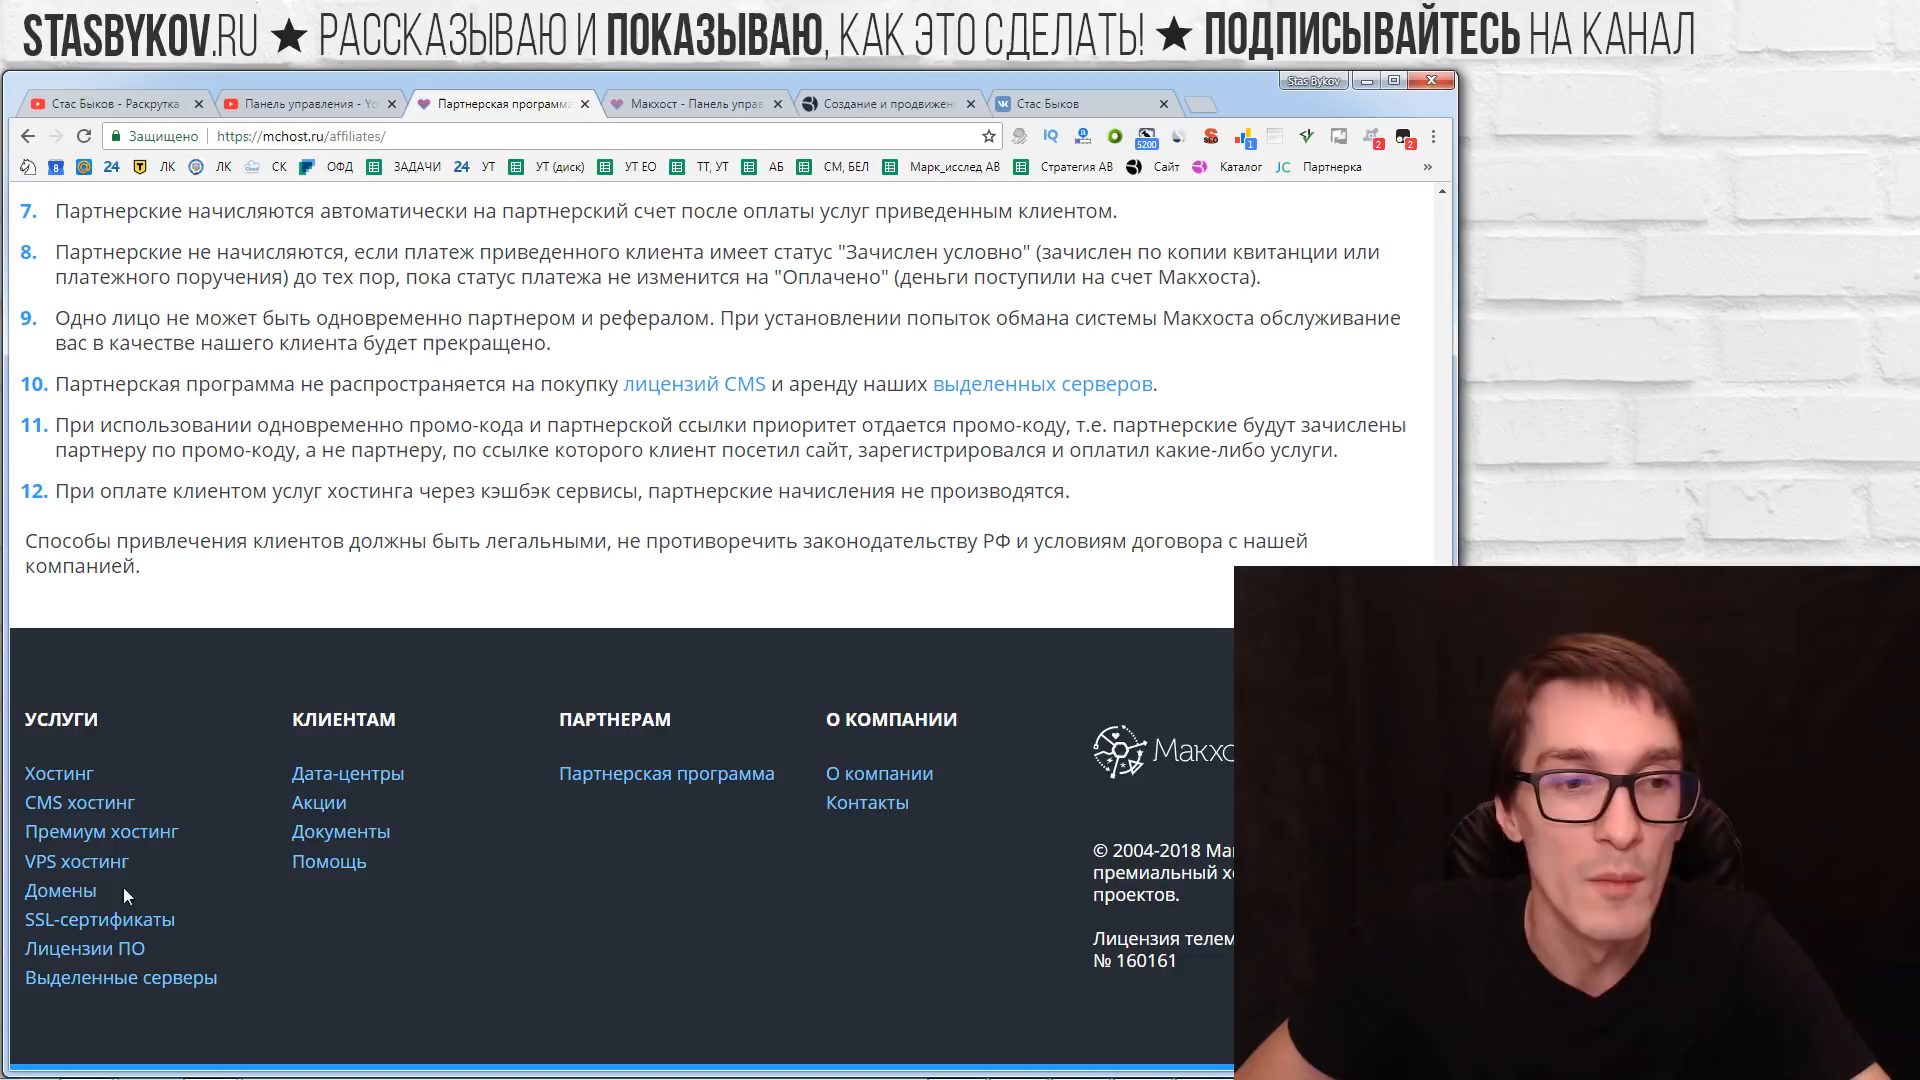 STASBYKOV.RU ★ РАССКАЗЫВАЮ И ПОКАЗЫВАЮ, КАК ЭТО СДЕЛАТЬ! ★ ПОДПИСЫВАЙТЕСЬ НА КАНАЛ
Stas Bykov
Стас Быков - Раскрутка
Панель управления - Yo
Партнерская программа
Макхост - Панель управ
Создание и продвижен
Стас Быков
Защищено
https://mchost.ru/affiliates/
24 ЛК ЛК СК ОФД ЗАДАЧИ 24 УТ УТ (диск) УТ ЕО ТТ, УТ АБ СМ, БЕЛ Марк_исслед АВ Стратегия АВ Сайт Каталог JC Партнерка »
7. Партнерские начисляются автоматически на партнерский счет после оплаты услуг приведенным клиентом.
8. Партнерские не начисляются, если платеж приведенного клиента имеет статус "Зачислен условно" (зачислен по копии квитанции или
платежного поручения) до тех пор, пока статус платежа не изменится на "Оплачено" (деньги поступили на счет Макхоста).
9. Одно лицо не может быть одновременно партнером и рефералом. При установлении попыток обмана системы Макхоста обслуживание
вас в качестве нашего клиента будет прекращено.
10. Партнерская программа не распространяется на покупку лицензий CMS и аренду наших выделенных серверов.
11. При использовании одновременно промо-кода и партнерской ссылки приоритет отдается промо-коду, т.е. партнерские будут зачислены
партнеру по промо-коду, а не партнеру, по ссылке которого клиент посетил сайт, зарегистрировался и оплатил какие-либо услуги.
12. При оплате клиентом услуг хостинга через кэшбэк сервисы, партнерские начисления не производятся.
Способы привлечения клиентов должны быть легальными, не противоречить законодательству РФ и условиям договора с нашей
компанией.
УСЛУГИ
Хостинг
CMS хостинг
Премиум хостинг
VPS хостинг
Домены
SSL-сертификаты
Лицензии ПО
Выделенные серверы
КЛИЕНТАМ
Дата-центры
Акции
Документы
Помощь
ПАРТНЕРАМ
Партнерская программа
О КОМПАНИИ
О компании
Контакты
Макхо
© 2004-2018 Ма
премиальный х
проектов.
Лицензия телем
№ 160161